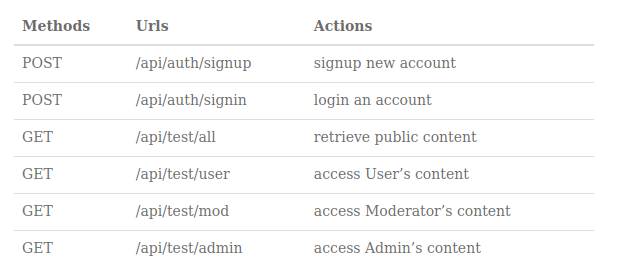 Methods Urls Actions
POST /api/auth/signup signup new account
POST /api/auth/signin login an account
GET /api/test/all retrieve public content
GET /api/test/user access User’s content
GET /api/test/mod access Moderator’s content
GET /api/test/admin access Admin’s content